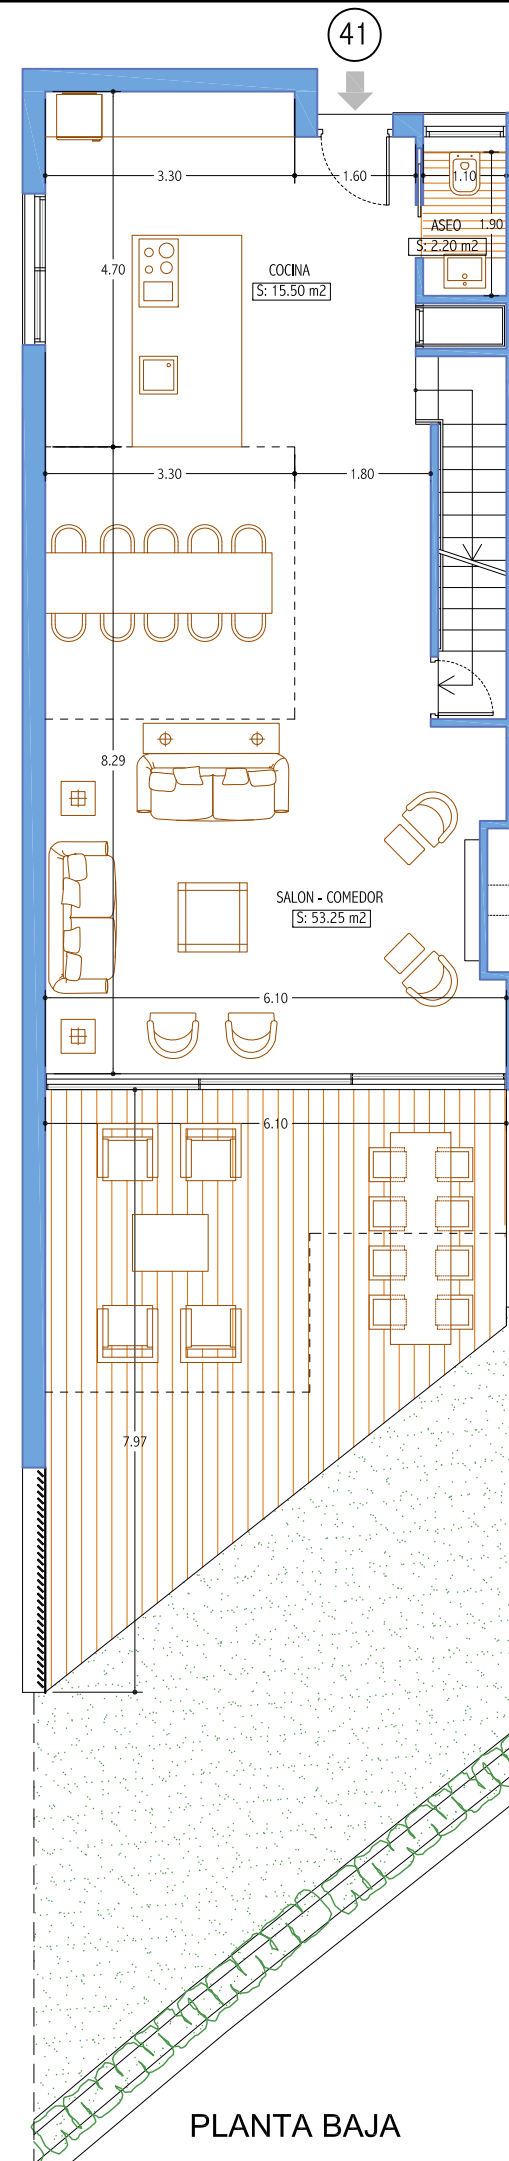 41
3.30
1.60
1.10
ASEO
1.90
S: 2.20 m2
4.70
COCINA
S: 15.50 m2
3.30
1.80
8.29
SALON - COMEDOR
S: 53.25 m2
6.10
6.10
7.97
PLANTA BAJA